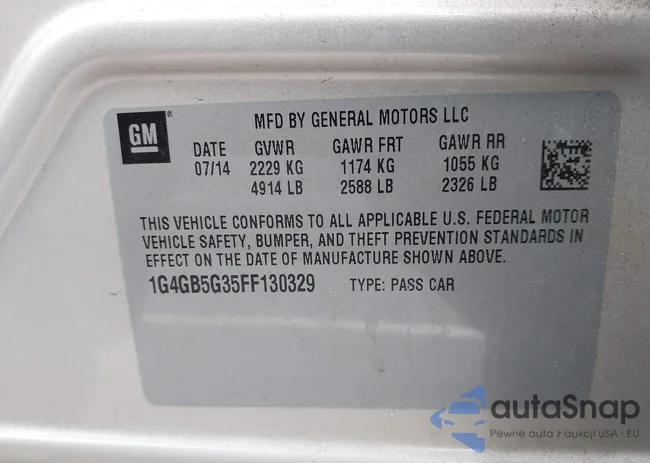 GM
MFD BY GENERAL MOTORS LLC
DATE GVWR GAWR FRT GAWR RR
07/14 2229 KG 1174 KG 1055 KG
4914 LB 2588 LB 2326 LB
THIS VEHICLE CONFORMS TO ALL APPLICABLE U.S. FEDERAL MOTOR
VEHICLE SAFETY, BUMPER, AND THEFT PREVENTION STANDARDS IN
EFFECT ON THE DATE OF MANUFACTURE SHOWN ABOVE.
1G4GB5G35FF130329 TYPE: PASS CAR
autaSnap
Pewne auta z aukcji USA i EU